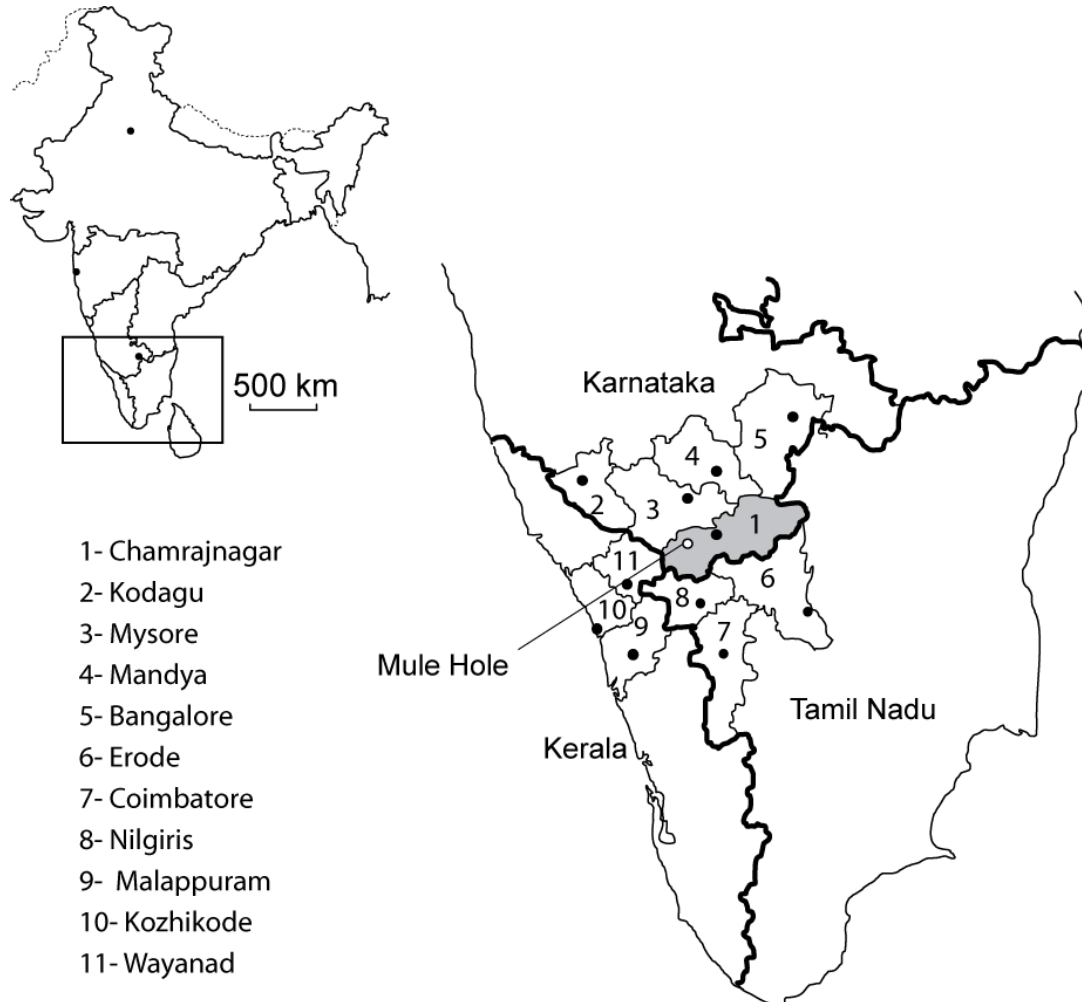 500 km
Karnataka
5
4
2
3
1
11
6
8
10
9
7
Mule Hole
Tamil Nadu
Kerala
1- Chamrajnagar
2- Kodagu
3- Mysore
4- Mandya
5- Bangalore
6- Erode
7- Coimbatore
8- Nilgiris
9- Malappuram
10- Kozhikode
11- Wayanad